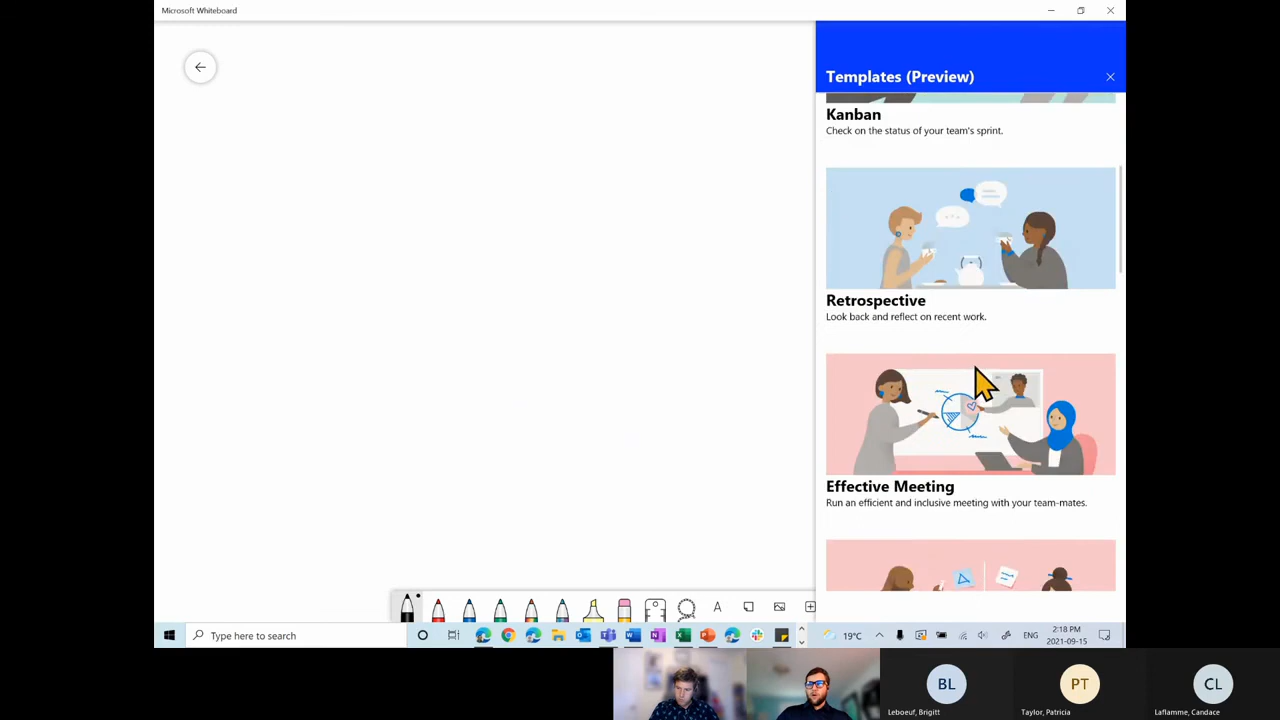 Microsoft Whiteboard
Templates (Preview)
Kanban
Check on the status of your team's sprint.
Retrospective
Look back and reflect on recent work.
Effective Meeting
Run an efficient and inclusive meeting with your team-mates.
A
Type here to search
19°C
ENG
2:18 PM
2021-09-15
BL
PT
CL
Leboeuf, Brigitt
Taylor, Patricia
Laflamme, Candace